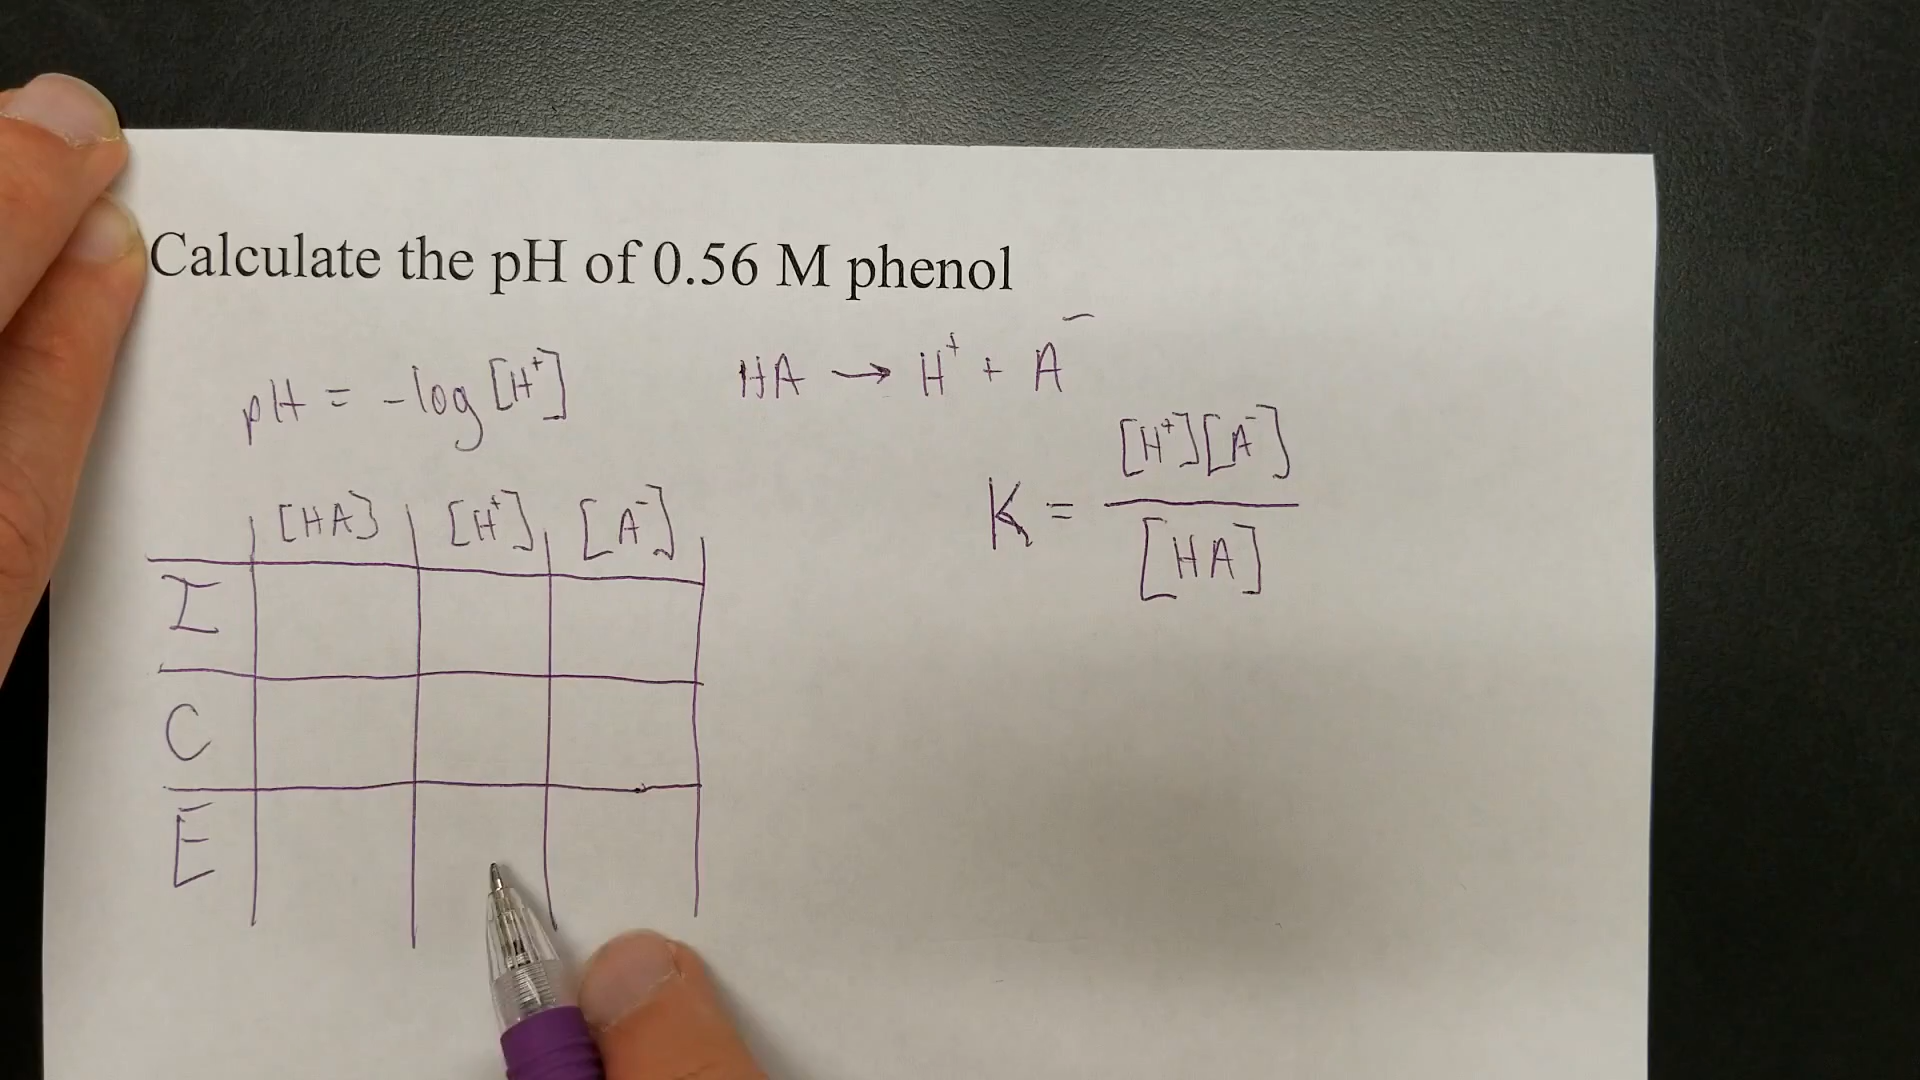 Calculate the pH of 0.56 M phenol
pH = -log [H⁺]
HA → H⁺ + A⁻
K = [H⁺][A⁻] / [HA]
[HA] [H⁺] [A⁻]
I
C
E